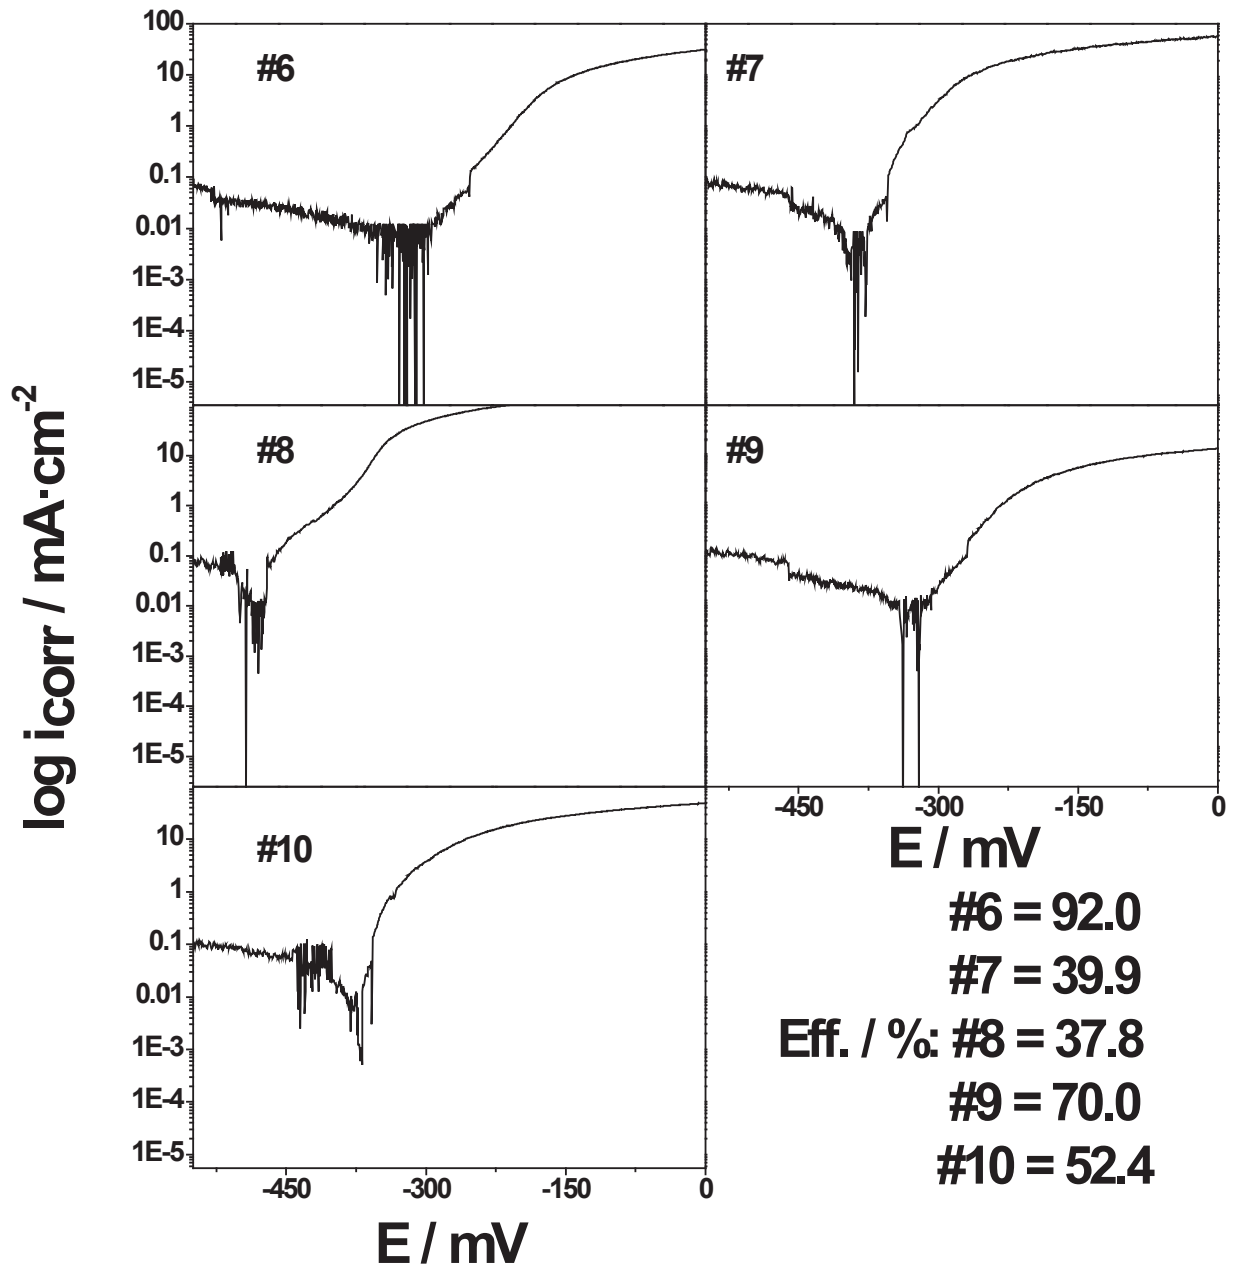 log icorr / mA·cm-2
100
10
1
0.1
0.01
1E-3
1E-4
1E-5
#6
#7
10
1
0.1
0.01
1E-3
1E-4
1E-5
#8
#9
-450 -300 -150 0
E / mV
10
1
0.1
0.01
1E-3
1E-4
1E-5
#10
-450 -300 -150 0
E / mV
#6 = 92.0
#7 = 39.9
Eff. / %: #8 = 37.8
#9 = 70.0
#10 = 52.4